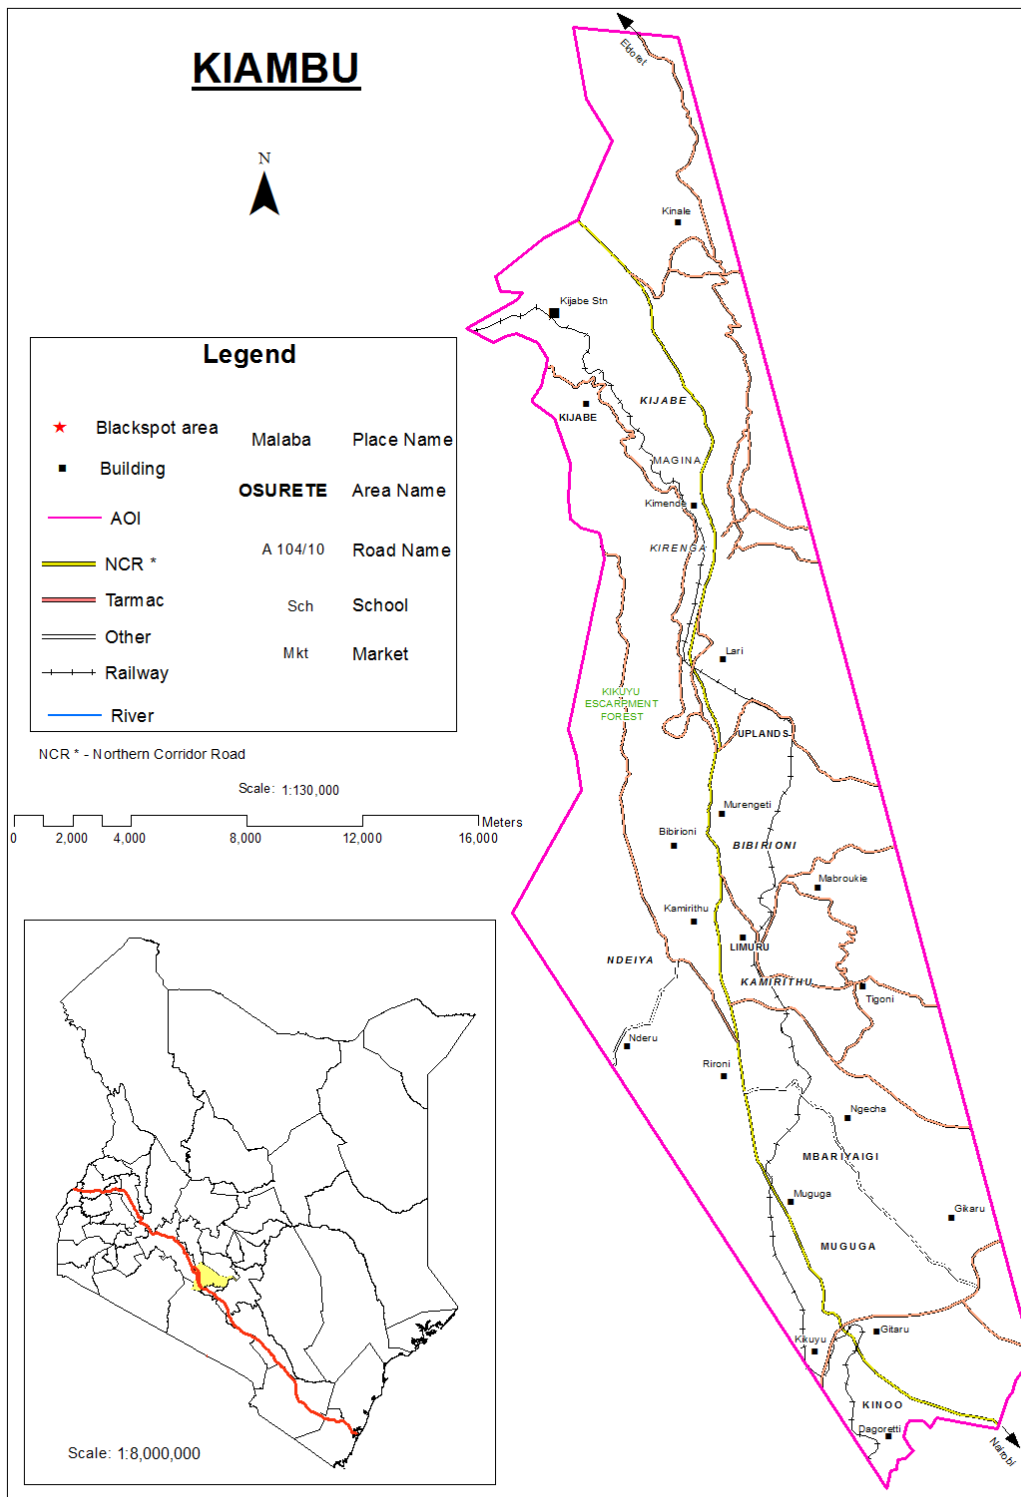 KIAMBU
N
Eldoret
Kinale
Kijabe Stn
KIJABE
KIJABE
MAGINA
Kimende
KIRENGA
Lari
KIKUYU
ESCARPMENT
FOREST
UPLANDS
Murengeti
Bibirioni
BIBIRIONI
Mabroukie
Kamirithu
LIMURU
NDEIYA
KAMIRITHU
Tigoni
Nderu
Rironi
Ngecha
MBARIYAIGI
Muguga
Gikaru
MUGUGA
Gitaru
Kikuyu
KINOO
Dagoretti
Nairobi
Legend
Blackspot area
Building
AOI
NCR *
Tarmac
Other
Railway
River
Malaba Place Name
OSURETE Area Name
A 104/10 Road Name
Sch School
Mkt Market
NCR * - Northern Corridor Road
Scale: 1:130,000
Meters
0 2,000 4,000 8,000 12,000 16,000
Scale: 1:8,000,000